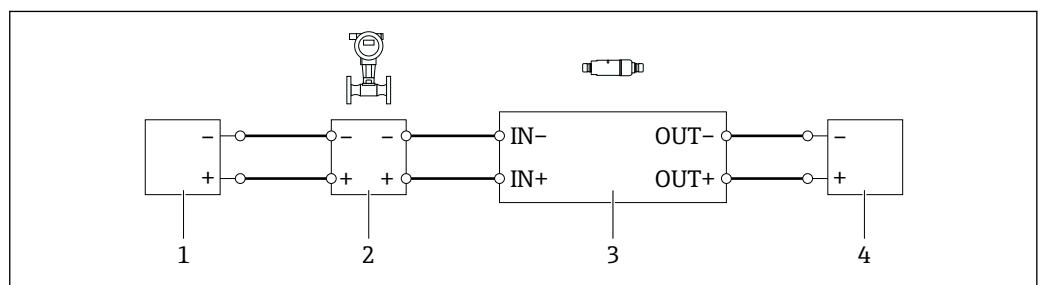 − − − IN− OUT− −
+ + + IN+ OUT+ +
1 2 3 4